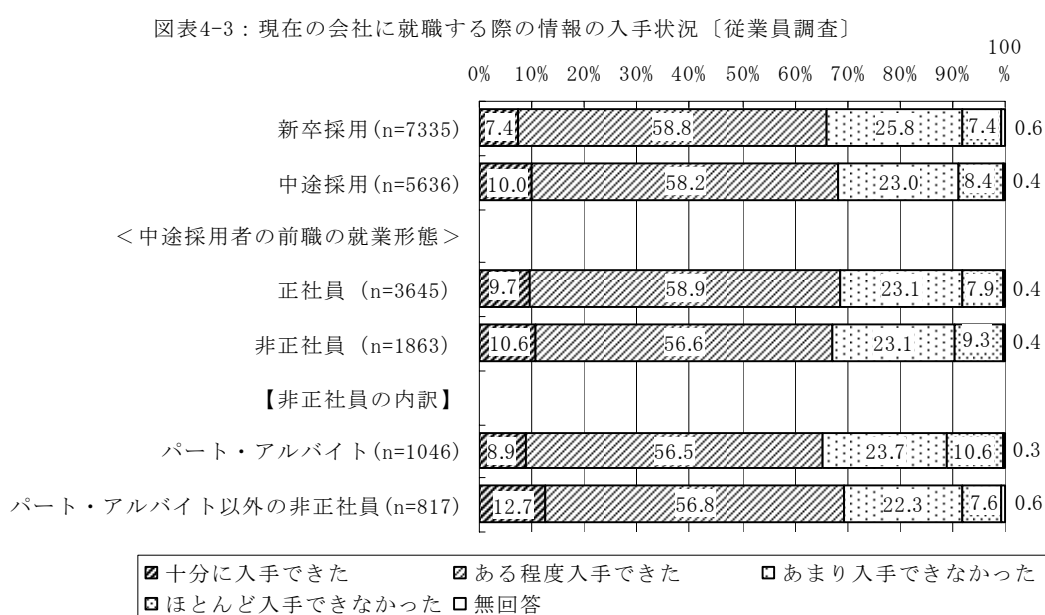 図表4-3：現在の会社に就職する際の情報の入手状況〔従業員調査〕
0% 10% 20% 30% 40% 50% 60% 70% 80% 90% 100%
新卒採用(n=7335) 7.4 58.8 25.8 7.4 0.6
中途採用(n=5636) 10.0 58.2 23.0 8.4 0.4
＜中途採用者の前職の就業形態＞
正社員 (n=3645) 9.7 58.9 23.1 7.9 0.4
非正社員 (n=1863) 10.6 56.6 23.1 9.3 0.4
【非正社員の内訳】
パート・アルバイト(n=1046) 8.9 56.5 23.7 10.6 0.3
パート・アルバイト以外の非正社員(n=817) 12.7 56.8 22.3 7.6 0.6
十分に入手できた ある程度入手できた あまり入手できなかった
ほとんど入手できなかった 無回答